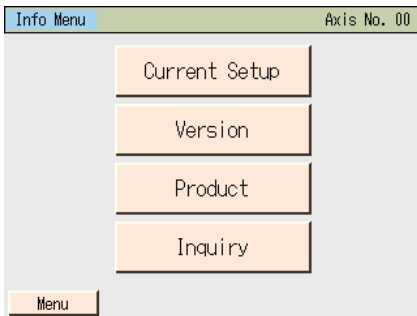 Info Menu Axis No. 00
Current Setup
Version
Product
Inquiry
Menu